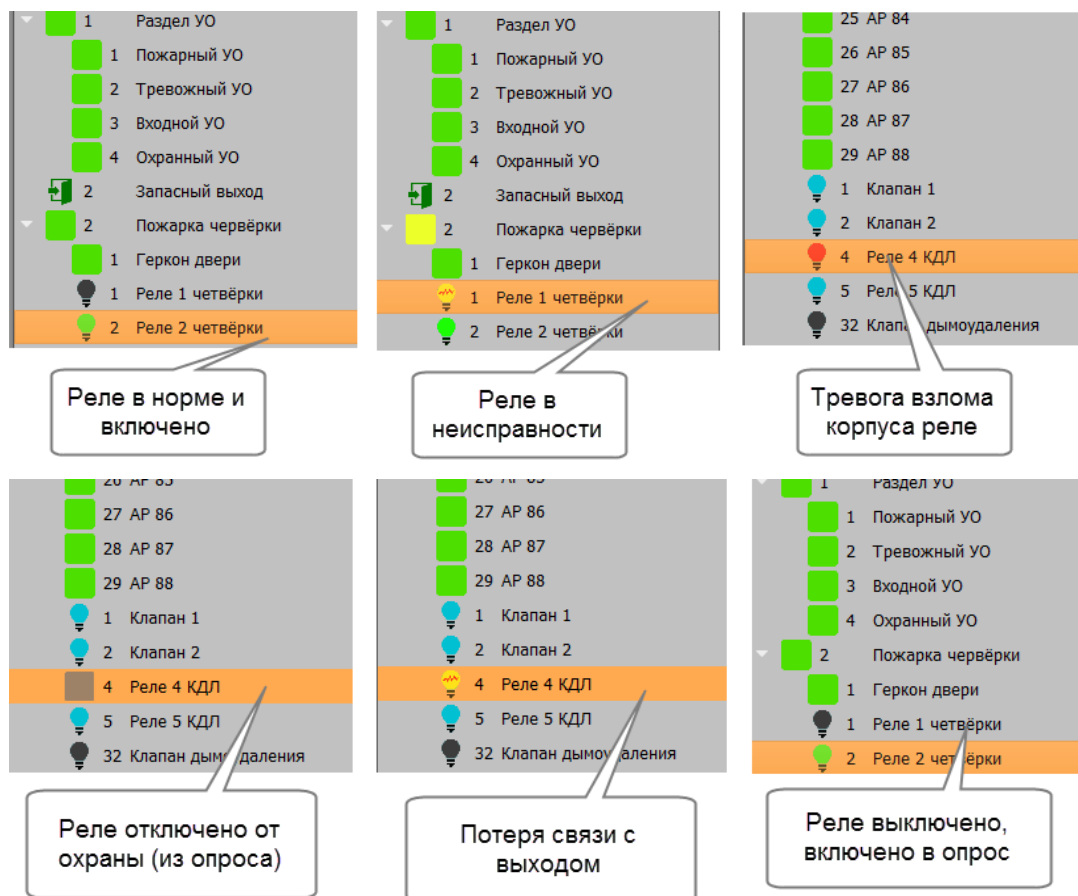 1 Раздел УО
1 Пожарный УО
2 Тревожный УО
3 Входной УО
4 Охранный УО
2 Запасный выход
2 Пожарка червёрки
1 Геркон двери
1 Реле 1 четвёрки
2 Реле 2 четвёрки
Реле в норме и
включено
1 Раздел УО
1 Пожарный УО
2 Тревожный УО
3 Входной УО
4 Охранный УО
2 Запасный выход
2 Пожарка червёрки
1 Геркон двери
1 Реле 1 четвёрки
2 Реле 2 четвёрки
Реле в
неисправности
25 АР 84
26 АР 85
27 АР 86
28 АР 87
29 АР 88
1 Клапан 1
2 Клапан 2
4 Реле 4 КДЛ
5 Реле 5 КДЛ
32 Клапан дымоудаления
Тревога взлома
корпуса реле
26 АР 85
27 АР 86
28 АР 87
29 АР 88
1 Клапан 1
2 Клапан 2
4 Реле 4 КДЛ
5 Реле 5 КДЛ
32 Клапан дымоудаления
Реле отключено от
охраны (из опроса)
26 АР 85
27 АР 86
28 АР 87
29 АР 88
1 Клапан 1
2 Клапан 2
4 Реле 4 КДЛ
5 Реле 5 КДЛ
32 Клапан дымоудаления
Потеря связи с
выходом
1 Раздел УО
1 Пожарный УО
2 Тревожный УО
3 Входной УО
4 Охранный УО
2 Пожарка червёрки
1 Геркон двери
1 Реле 1 четвёрки
2 Реле 2 четвёрки
Реле выключено,
включено в опрос